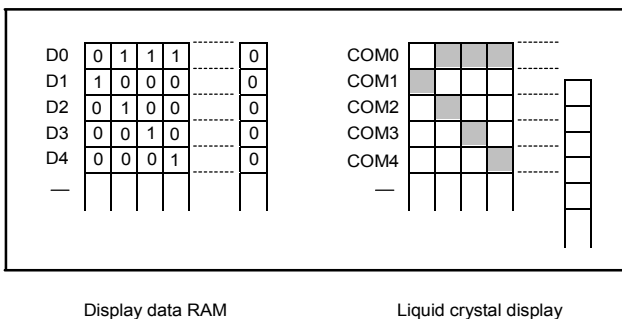 D0 0 1 1 1 0 COM0
D1 1 0 0 0 0 COM1
D2 0 1 0 0 0 COM2
D3 0 0 1 0 0 COM3
D4 0 0 0 1 0 COM4
— —
Display data RAM Liquid crystal display